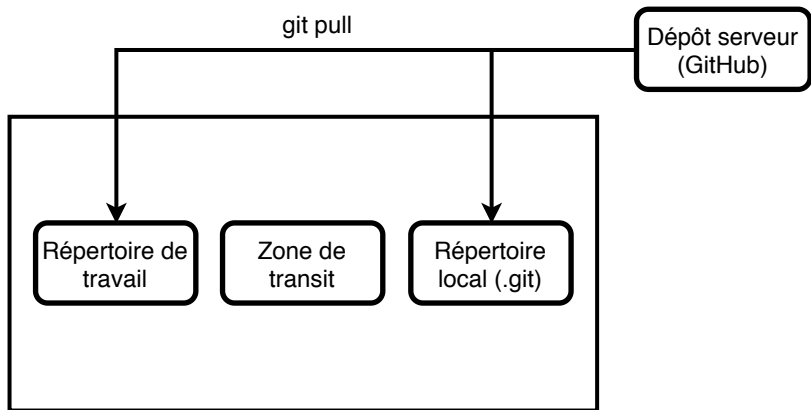 git pull
Dépôt serveur
(GitHub)
Répertoire de
travail
Zone de
transit
Répertoire
local (.git)